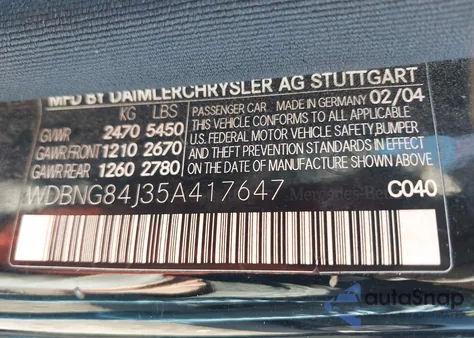 MFD BY DAIMLERCHRYSLER AG STUTTGART
KG LBS
GVWR 2470 5450
GAWR FRONT 1210 2670
GAWR REAR 1260 2780
PASSENGER CAR MADE IN GERMANY 02/04
THIS VEHICLE CONFORMS TO ALL APPLICABLE
U.S. FEDERAL MOTOR VEHICLE SAFETY,BUMPER
AND THEFT PREVENTION STANDARDS IN EFFECT
ON THE DATE OF MANUFACTURE SHOWN ABOVE
WDBNG84J35A417647
Mercedes-Benz
C040
autoSnap